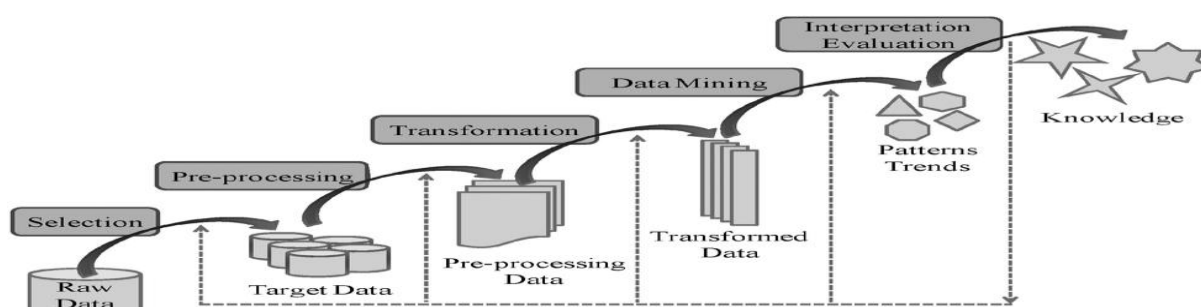 Interpretation
Evaluation
Data Mining
Knowledge
Transformation
Patterns
Trends
Pre-processing
Selection
Transformed
Data
Pre-processing
Data
Target Data
Raw
Data